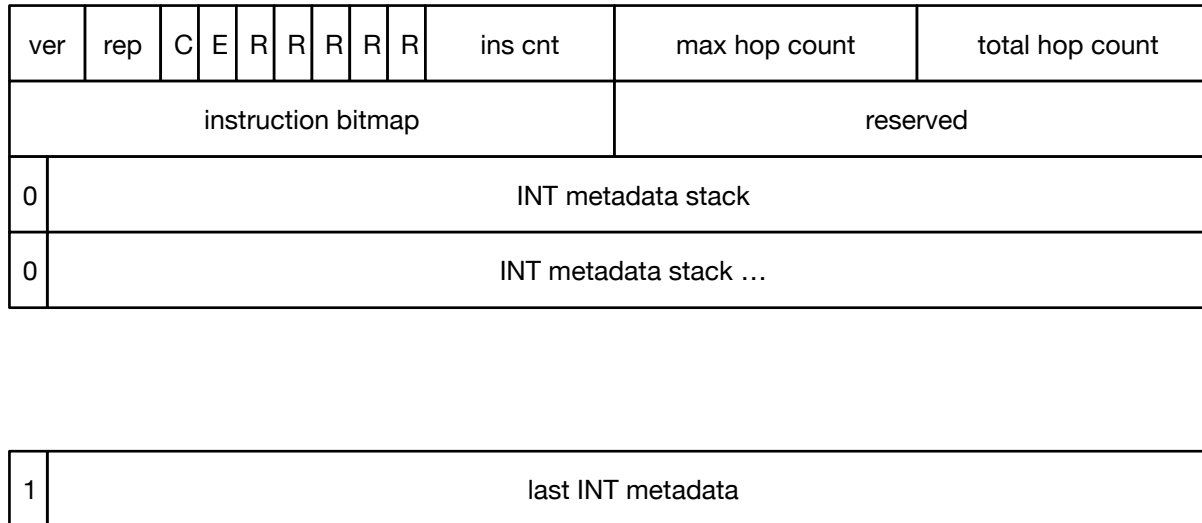 ver rep C E R R R R R ins cnt max hop count total hop count
instruction bitmap reserved
0 INT metadata stack
0 INT metadata stack …
1 last INT metadata